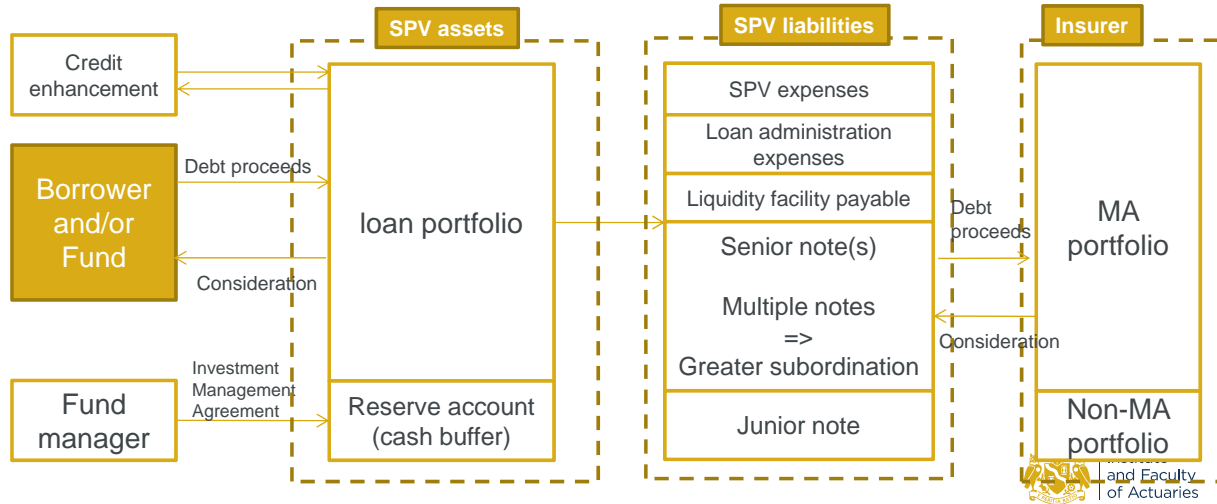 SPV assets
SPV liabilities
Insurer
Credit
enhancement
Debt proceeds
Borrower
and/or
Fund
Consideration
Investment
Management
Agreement
Fund
manager
loan portfolio
Reserve account
(cash buffer)
SPV expenses
Loan administration
expenses
Liquidity facility payable
Senior note(s)
Multiple notes
=>
Greater subordination
Junior note
Debt
proceeds
Consideration
MA
portfolio
Non-MA
portfolio
and Faculty
of Actuaries